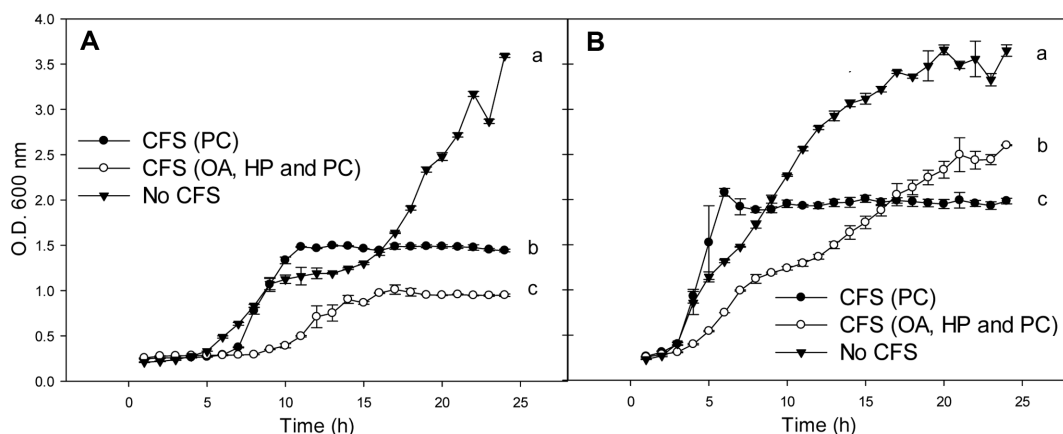 A
a
CFS (PC)
CFS (OA, HP and PC)
No CFS
b
c
O.D. 600 nm
4.0
3.5
3.0
2.5
2.0
1.5
1.0
0.5
0.0
0 5 10 15 20 25
Time (h)
B
a
b
c
CFS (PC)
CFS (OA, HP and PC)
No CFS
0 5 10 15 20 25
Time (h)